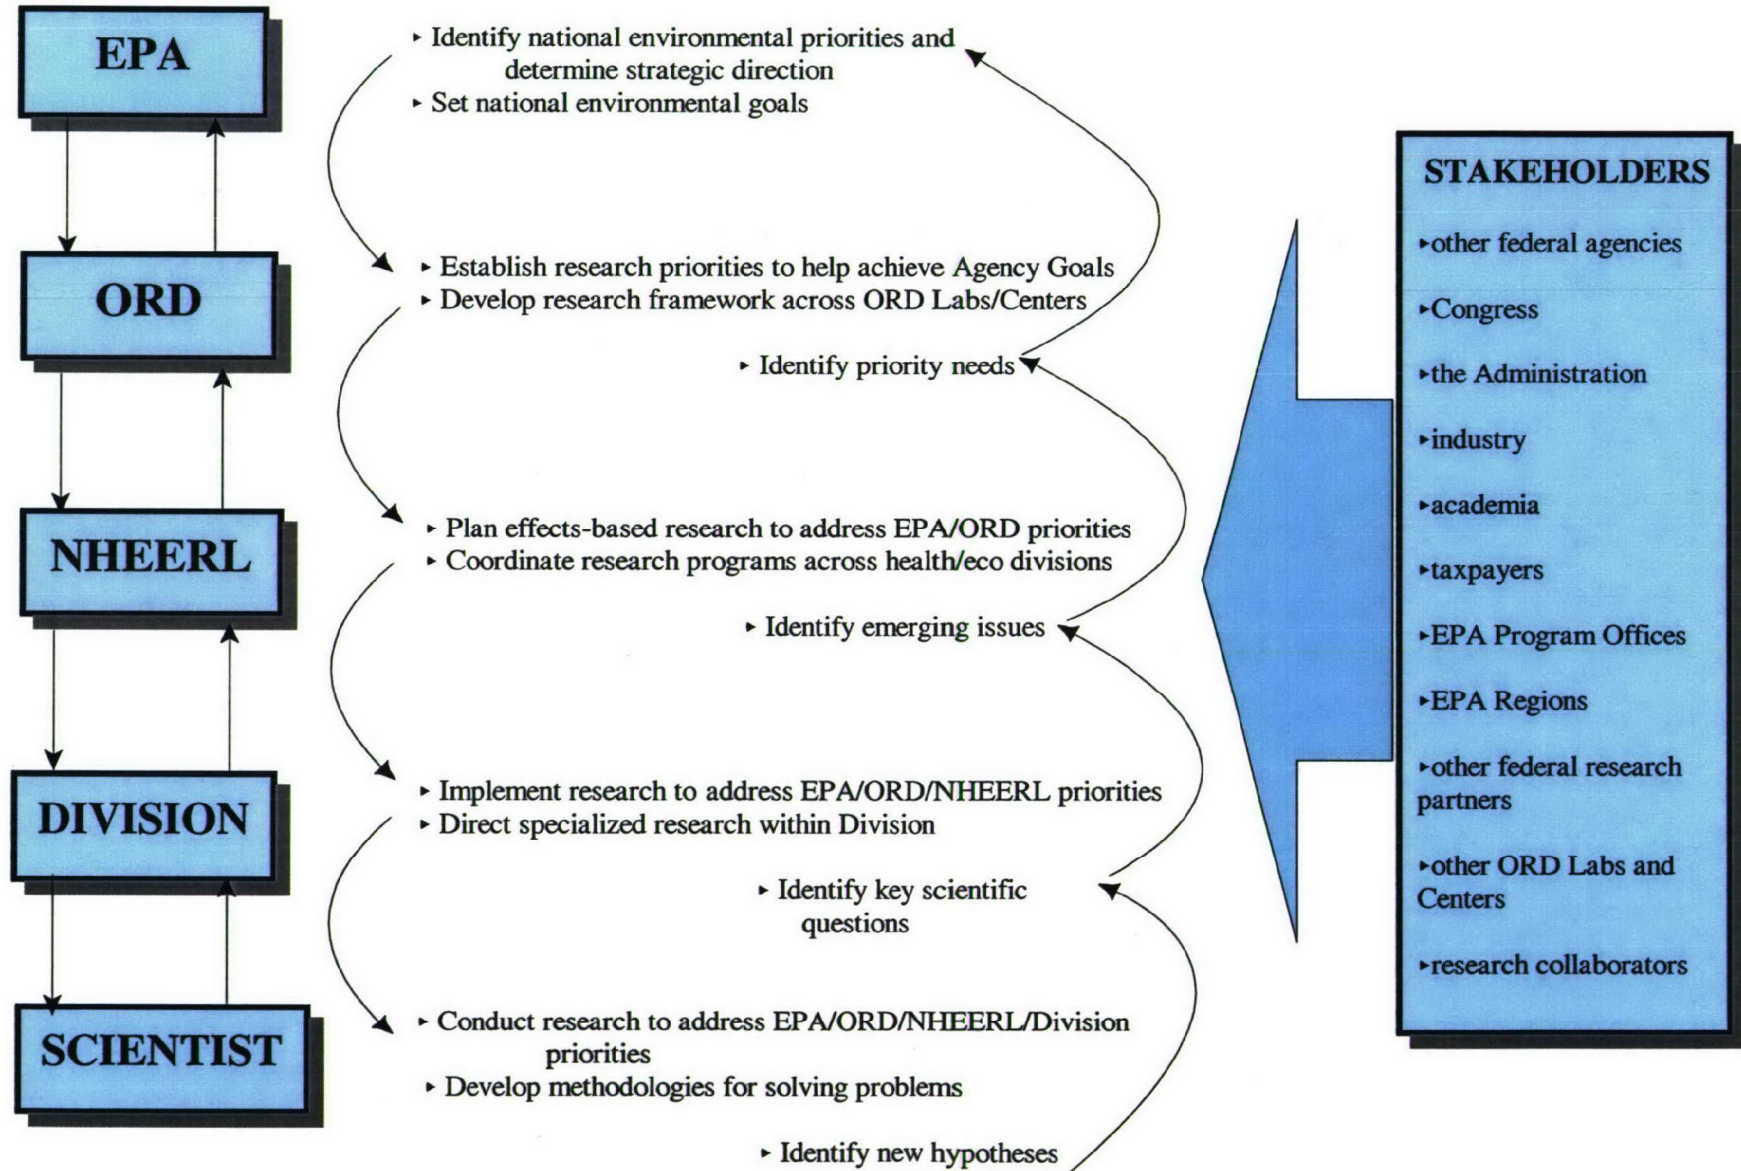 EPA
▸ Identify national environmental priorities and
determine strategic direction
▸ Set national environmental goals
ORD
▸ Establish research priorities to help achieve Agency Goals
▸ Develop research framework across ORD Labs/Centers
▸ Identify priority needs
NHEERL
▸ Plan effects-based research to address EPA/ORD priorities
▸ Coordinate research programs across health/eco divisions
▸ Identify emerging issues
DIVISION
▸ Implement research to address EPA/ORD/NHEERL priorities
▸ Direct specialized research within Division
▸ Identify key scientific
questions
SCIENTIST
▸ Conduct research to address EPA/ORD/NHEERL/Division
priorities
▸ Develop methodologies for solving problems
▸ Identify new hypotheses
STAKEHOLDERS
▸other federal agencies
▸Congress
▸the Administration
▸industry
▸academia
▸taxpayers
▸EPA Program Offices
▸EPA Regions
▸other federal research
partners
▸other ORD Labs and
Centers
▸research collaborators